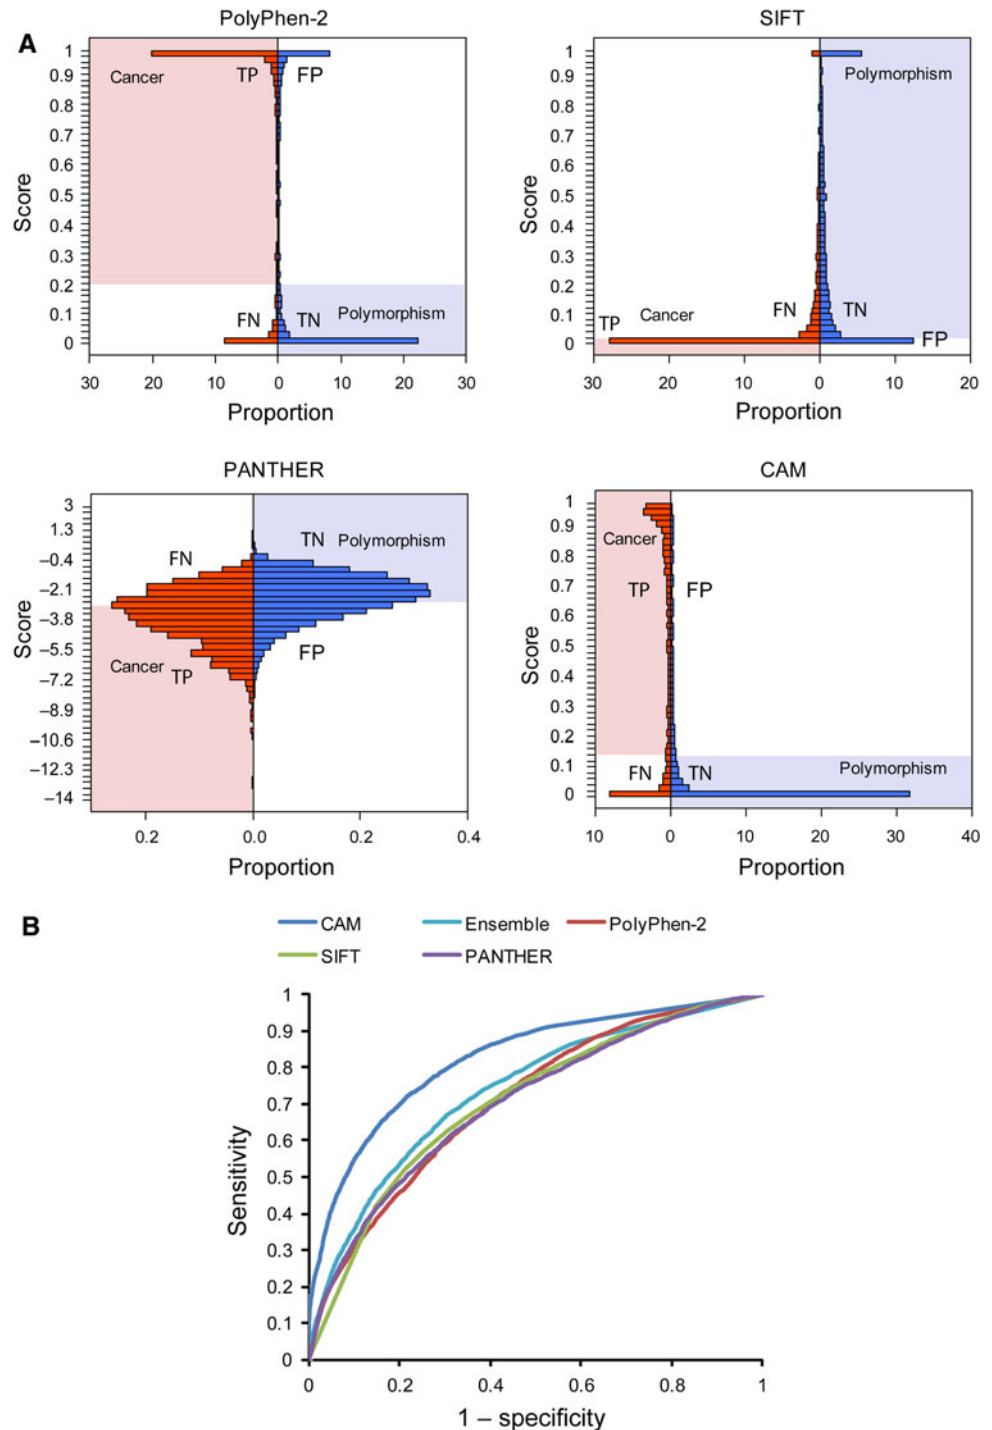 A
PolyPhen-2
Score
1
0.9
0.8
0.7
0.6
0.5
0.4
0.3
0.2
0.1
0
Cancer
TP
FP
FN
TN
Polymorphism
30 20 10 0 10 20 30
Proportion
SIFT
Score
1
0.9
0.8
0.7
0.6
0.5
0.4
0.3
0.2
0.1
0
Polymorphism
FN
TN
TP
Cancer
FP
30 20 10 0 10 20
Proportion
PANTHER
Score
3
1.3
−0.4
−2.1
−3.8
−5.5
−7.2
−8.9
−10.6
−12.3
−14
TN
Polymorphism
FN
FP
Cancer
TP
0.2 0.0 0.2 0.4
Proportion
CAM
Score
1
0.9
0.8
0.7
0.6
0.5
0.4
0.3
0.2
0.1
0
Cancer
TP
FP
FN
TN
Polymorphism
10 0 10 20 30 40
Proportion
B
CAM
Ensemble
PolyPhen-2
SIFT
PANTHER
Sensitivity
1
0.9
0.8
0.7
0.6
0.5
0.4
0.3
0.2
0.1
0
0 0.2 0.4 0.6 0.8 1
1 − specificity